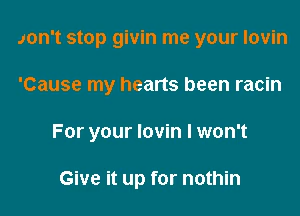 Don't stop givin me your lovin
'Cause my hearts been racin
For your lovin I won't
Give it up for nothin